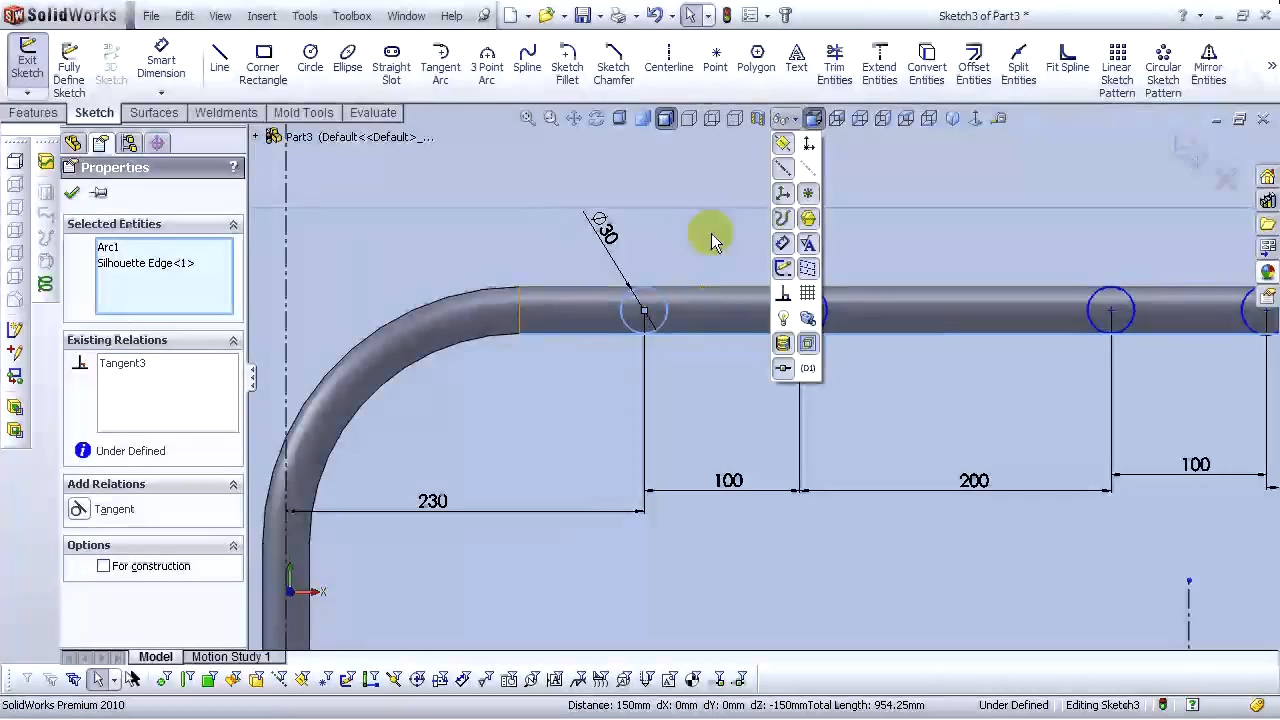 SolidWorks File Edit View Insert Tools Toolbox Window Help Sketch3 of Part3 *
Exit Sketch Fully Define Sketch 3D Sketch Smart Dimension Line Corner Rectangle Circle Ellipse Straight Slot Tangent Arc 3 Point Arc Spline Sketch Fillet Sketch Chamfer Centerline Point Polygon Text Trim Entities Extend Entities Convert Entities Offset Entities Split Entities Fit Spline Linear Sketch Pattern Circular Sketch Pattern Mirror Entities
Features Sketch Surfaces Weldments Mold Tools Evaluate
Part3 (Default<<Default>_...
Properties ?
Selected Entities
Arc1
Silhouette Edge<1>
Existing Relations
Tangent3
Under Defined
Add Relations
Tangent
Options
For construction
Ø30
(D1)
100
100 200
230
X
Model Motion Study 1
SolidWorks Premium 2010 Distance: 150mm dX: 0mm dY: 0mm dZ: -150mm Total Length: 954.25mm Under Defined Editing Sketch3